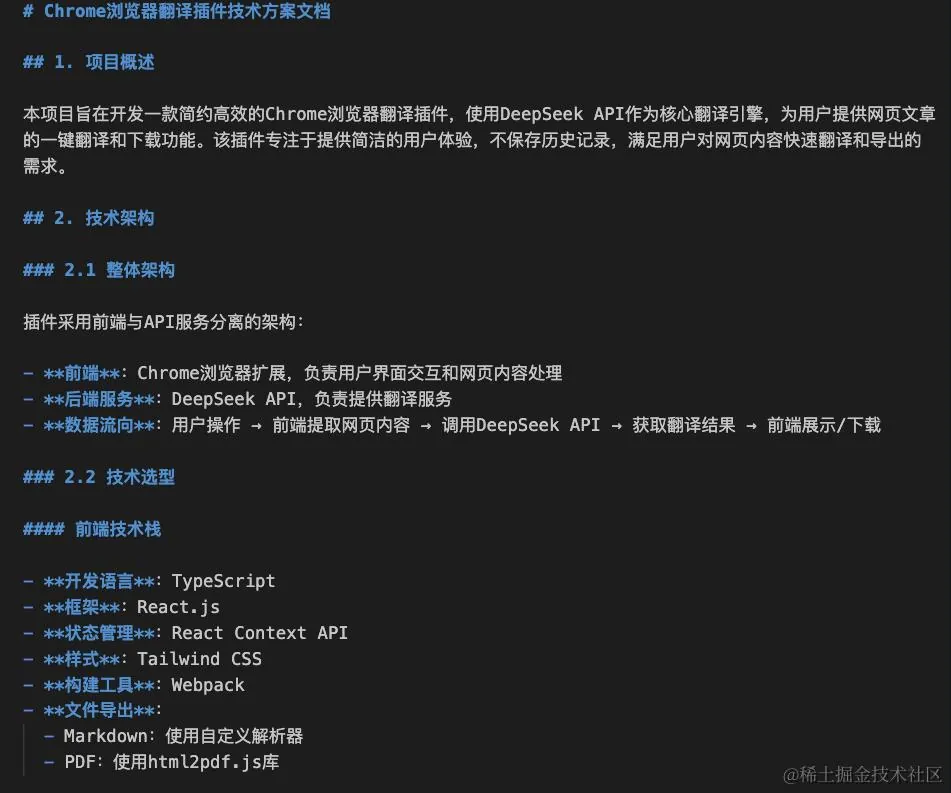 # Chrome浏览器翻译插件技术方案文档
## 1. 项目概述
本项目旨在开发一款简约高效的Chrome浏览器翻译插件，使用DeepSeek API作为核心翻译引擎，为用户提供网页文章
的一键翻译和下载功能。该插件专注于提供简洁的用户体验，不保存历史记录，满足用户对网页内容快速翻译和导出的
需求。
## 2. 技术架构
### 2.1 整体架构
插件采用前端与API服务分离的架构：
- **前端**：Chrome浏览器扩展，负责用户界面交互和网页内容处理
- **后端服务**：DeepSeek API，负责提供翻译服务
- **数据流向**：用户操作 → 前端提取网页内容 → 调用DeepSeek API → 获取翻译结果 → 前端展示/下载
### 2.2 技术选型
#### 前端技术栈
- **开发语言**：TypeScript
- **框架**：React.js
- **状态管理**：React Context API
- **样式**：Tailwind CSS
- **构建工具**：Webpack
- **文件导出**：
- Markdown：使用自定义解析器
- PDF：使用html2pdf.js库
@稀土掘金技术社区